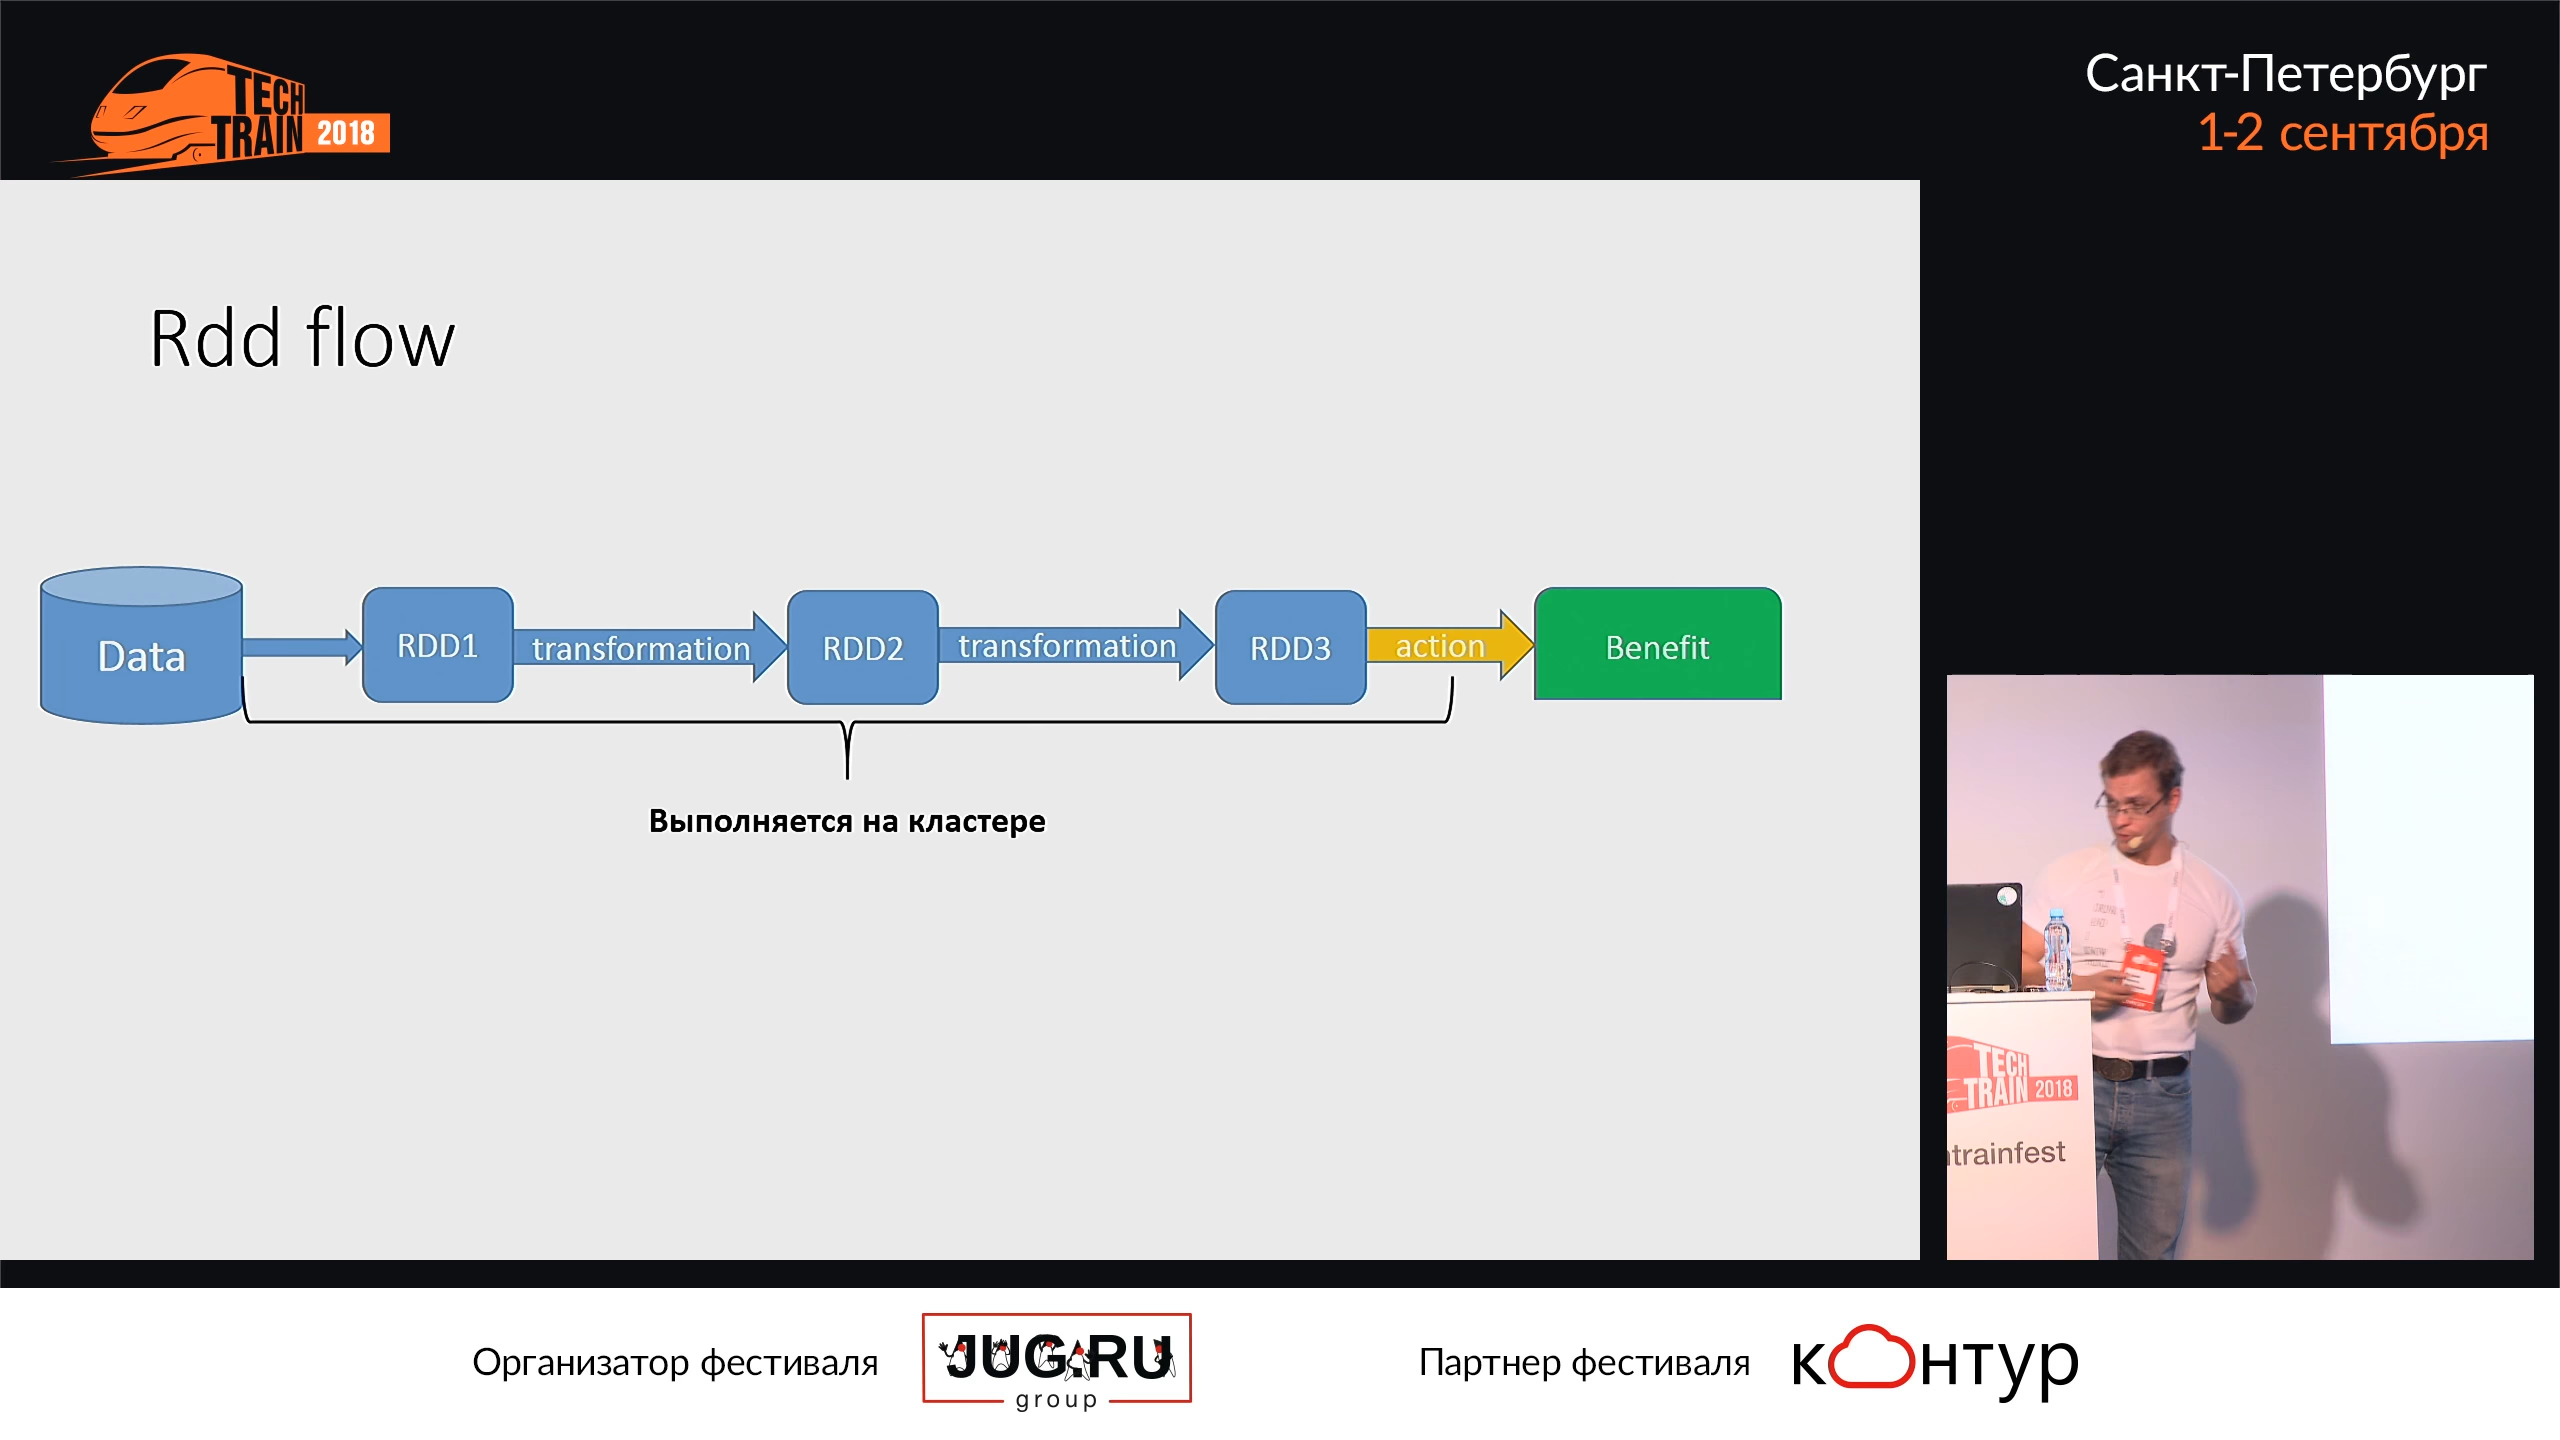 TECH
TRAIN 2018
Санкт-Петербург
1-2 сентября
Rdd flow
Data
RDD1
transformation
RDD2
transformation
RDD3
action
Benefit
Выполняется на кластере
TECH
TRAIN 2018
trainfest
Организатор фестиваля
JUG.RU
group
Партнер фестиваля
контур